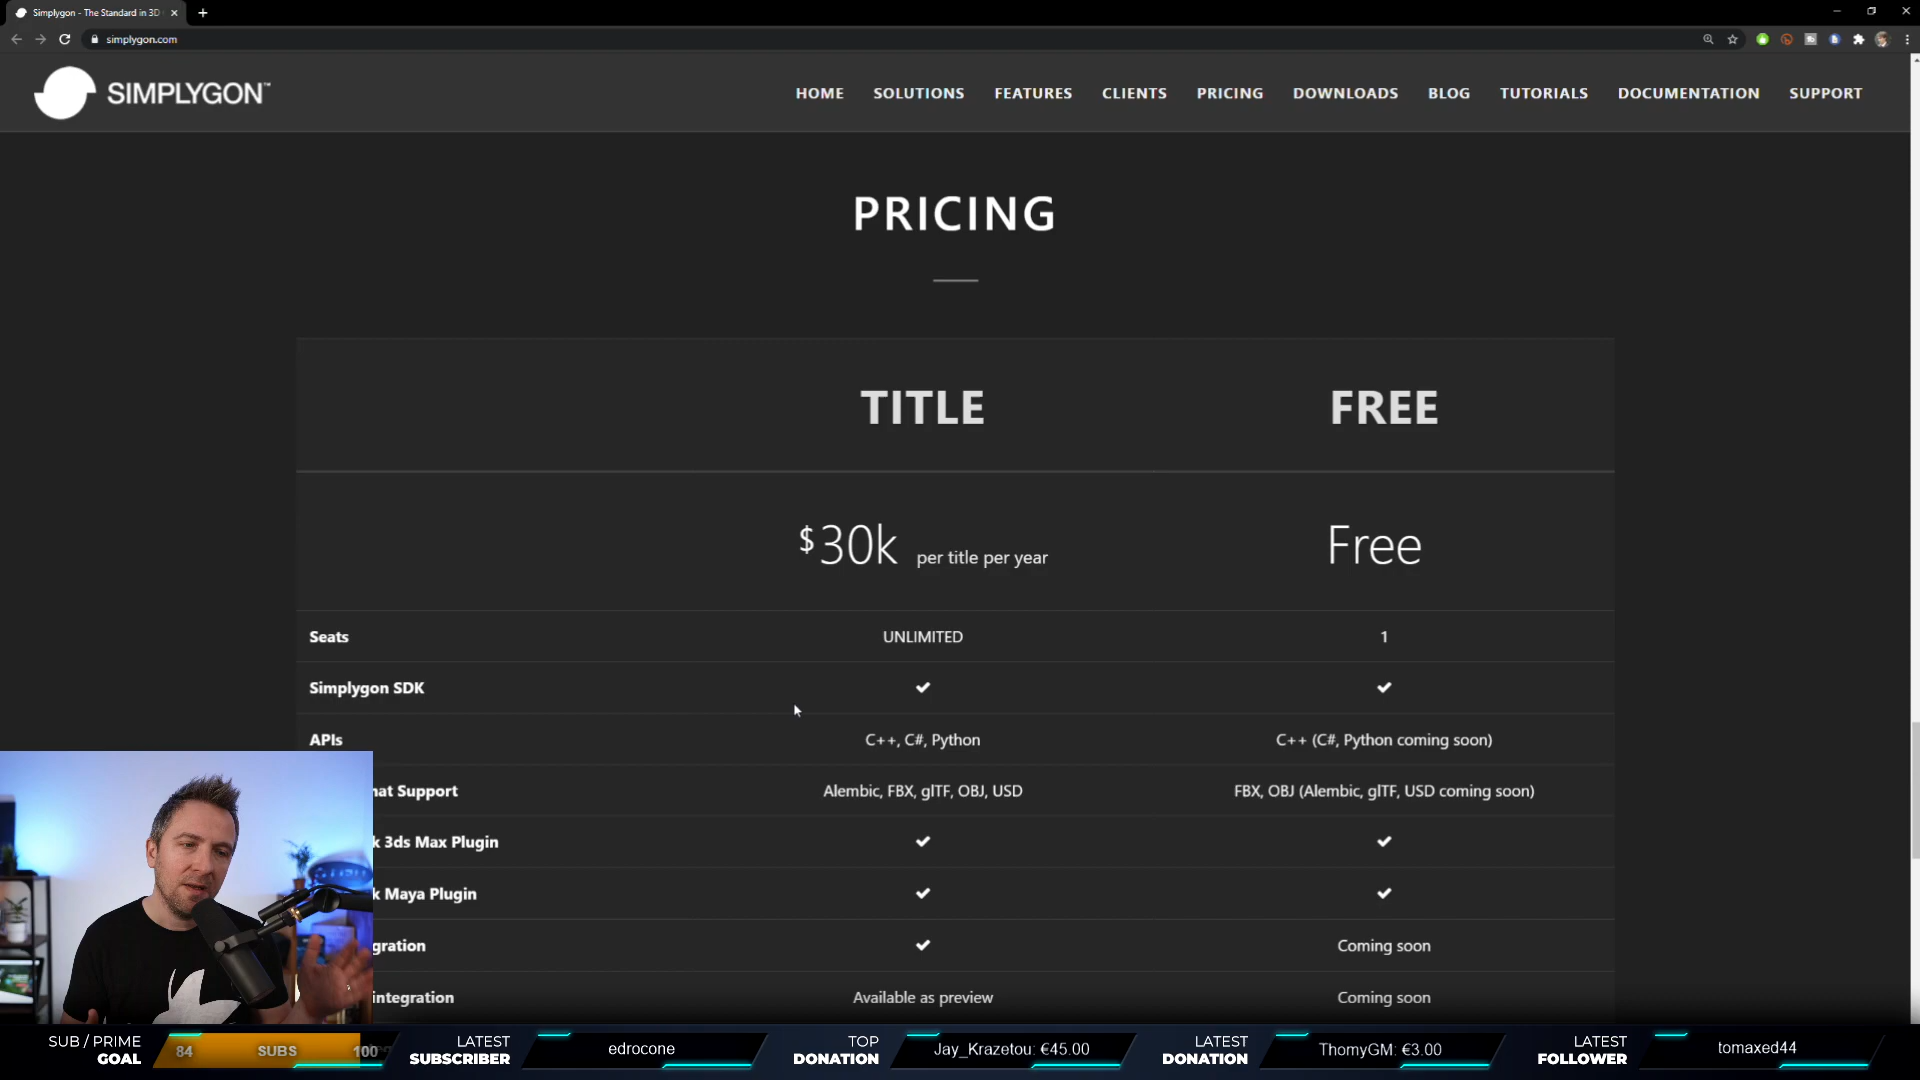 Simplygon - The Standard in 3D
simplygon.com
SIMPLYGON™
HOME SOLUTIONS FEATURES CLIENTS PRICING DOWNLOADS BLOG TUTORIALS DOCUMENTATION SUPPORT
PRICING
TITLE FREE
$30k per title per year Free
Seats UNLIMITED 1
Simplygon SDK
APIs C++, C#, Python C++ (C#, Python coming soon)
at Support Alembic, FBX, glTF, OBJ, USD FBX, OBJ (Alembic, glTF, USD coming soon)
k 3ds Max Plugin
k Maya Plugin
gration Coming soon
integration Available as preview Coming soon
SUB / PRIME GOAL
84 SUBS 100
LATEST SUBSCRIBER
edrocone
TOP DONATION
Jay_Krazetou: €45.00
LATEST DONATION
ThomyGM: €3.00
LATEST FOLLOWER
tomaxed44